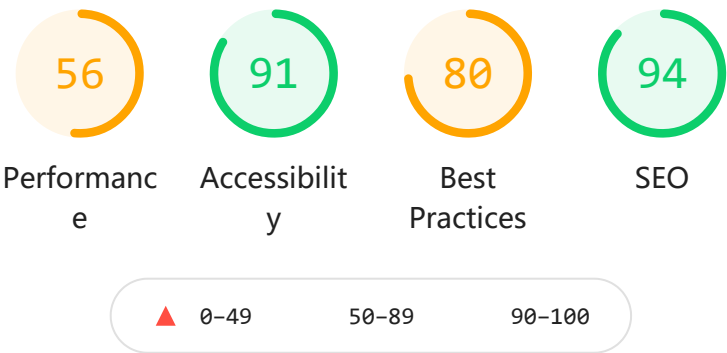 56 91 80 94
Performanc Accessibilit Best SEO
e y Practices
0–49 50–89 90–100